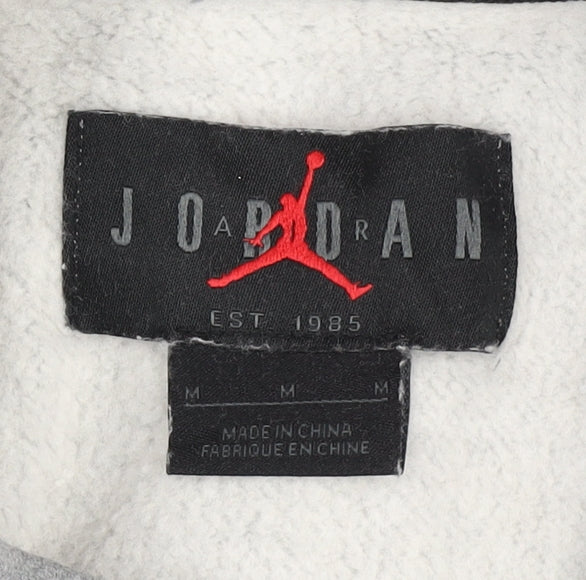 JORDAN
AIR
EST. 1985
M M M
MADE IN CHINA
FABRIQUE EN CHINE